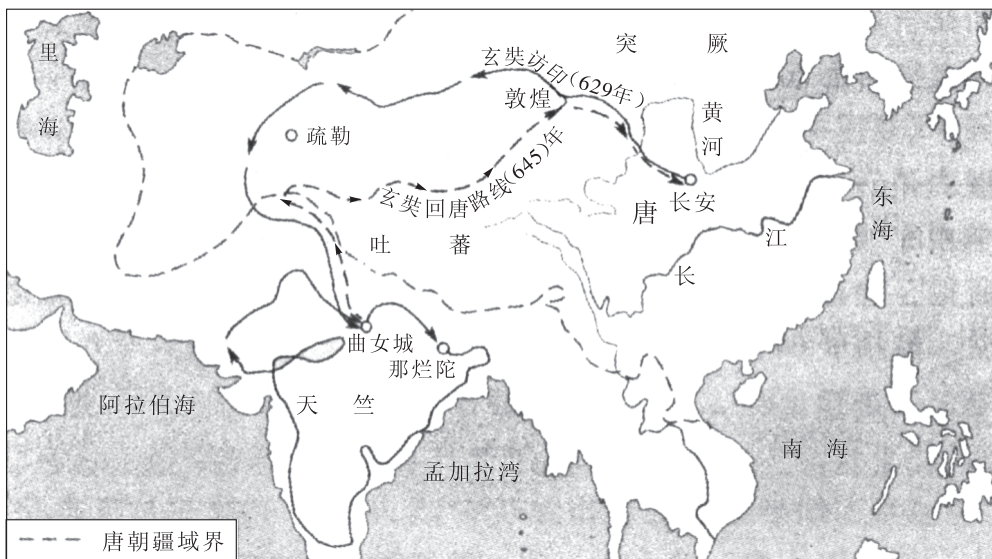 里海
突厥
玄奘访印(629年)
敦煌
黄河
疏勒
玄奘回唐路线(645)年
唐
长安
东海
吐蕃
长江
曲女城
那烂陀
阿拉伯海
天竺
孟加拉湾
南海
唐朝疆域界